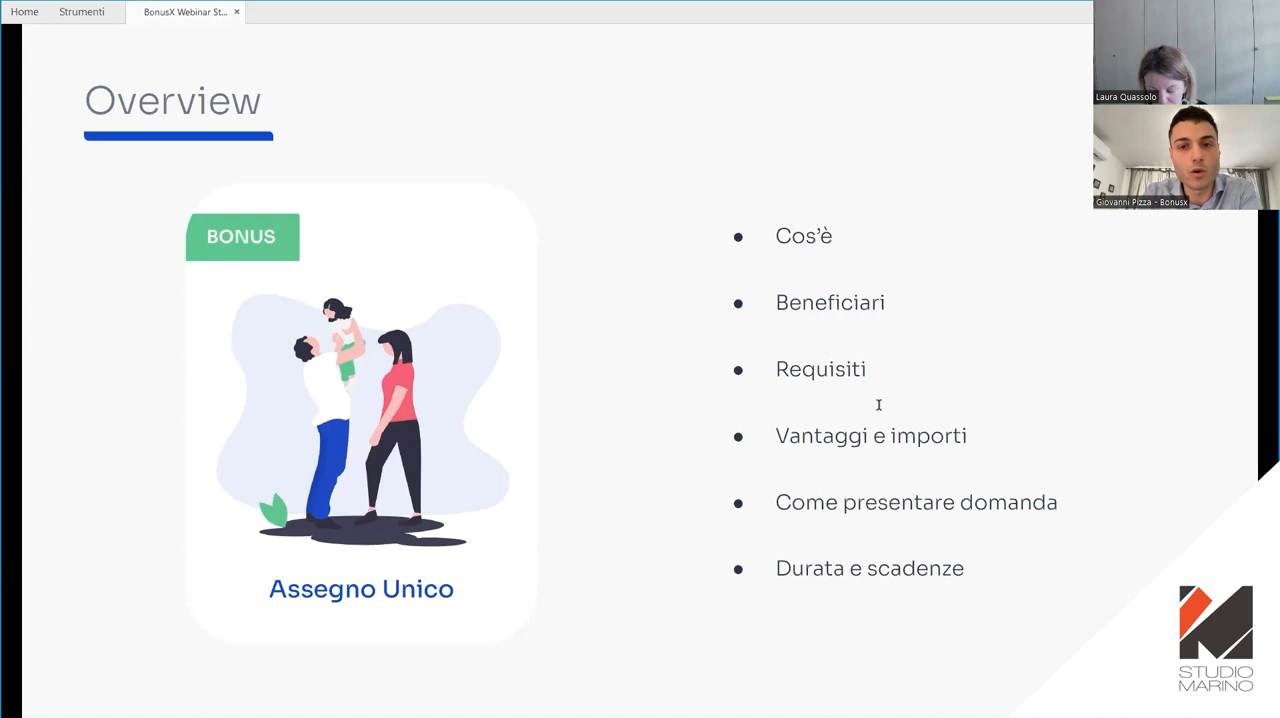 Home Strumenti BonusX Webinar St... ×
Laura Quassolo
Giovanni Pizza - Bonusx
Overview
BONUS
Assegno Unico
• Cos’è
• Beneficiari
• Requisiti
• Vantaggi e importi
• Come presentare domanda
• Durata e scadenze
STUDIO
MARINO